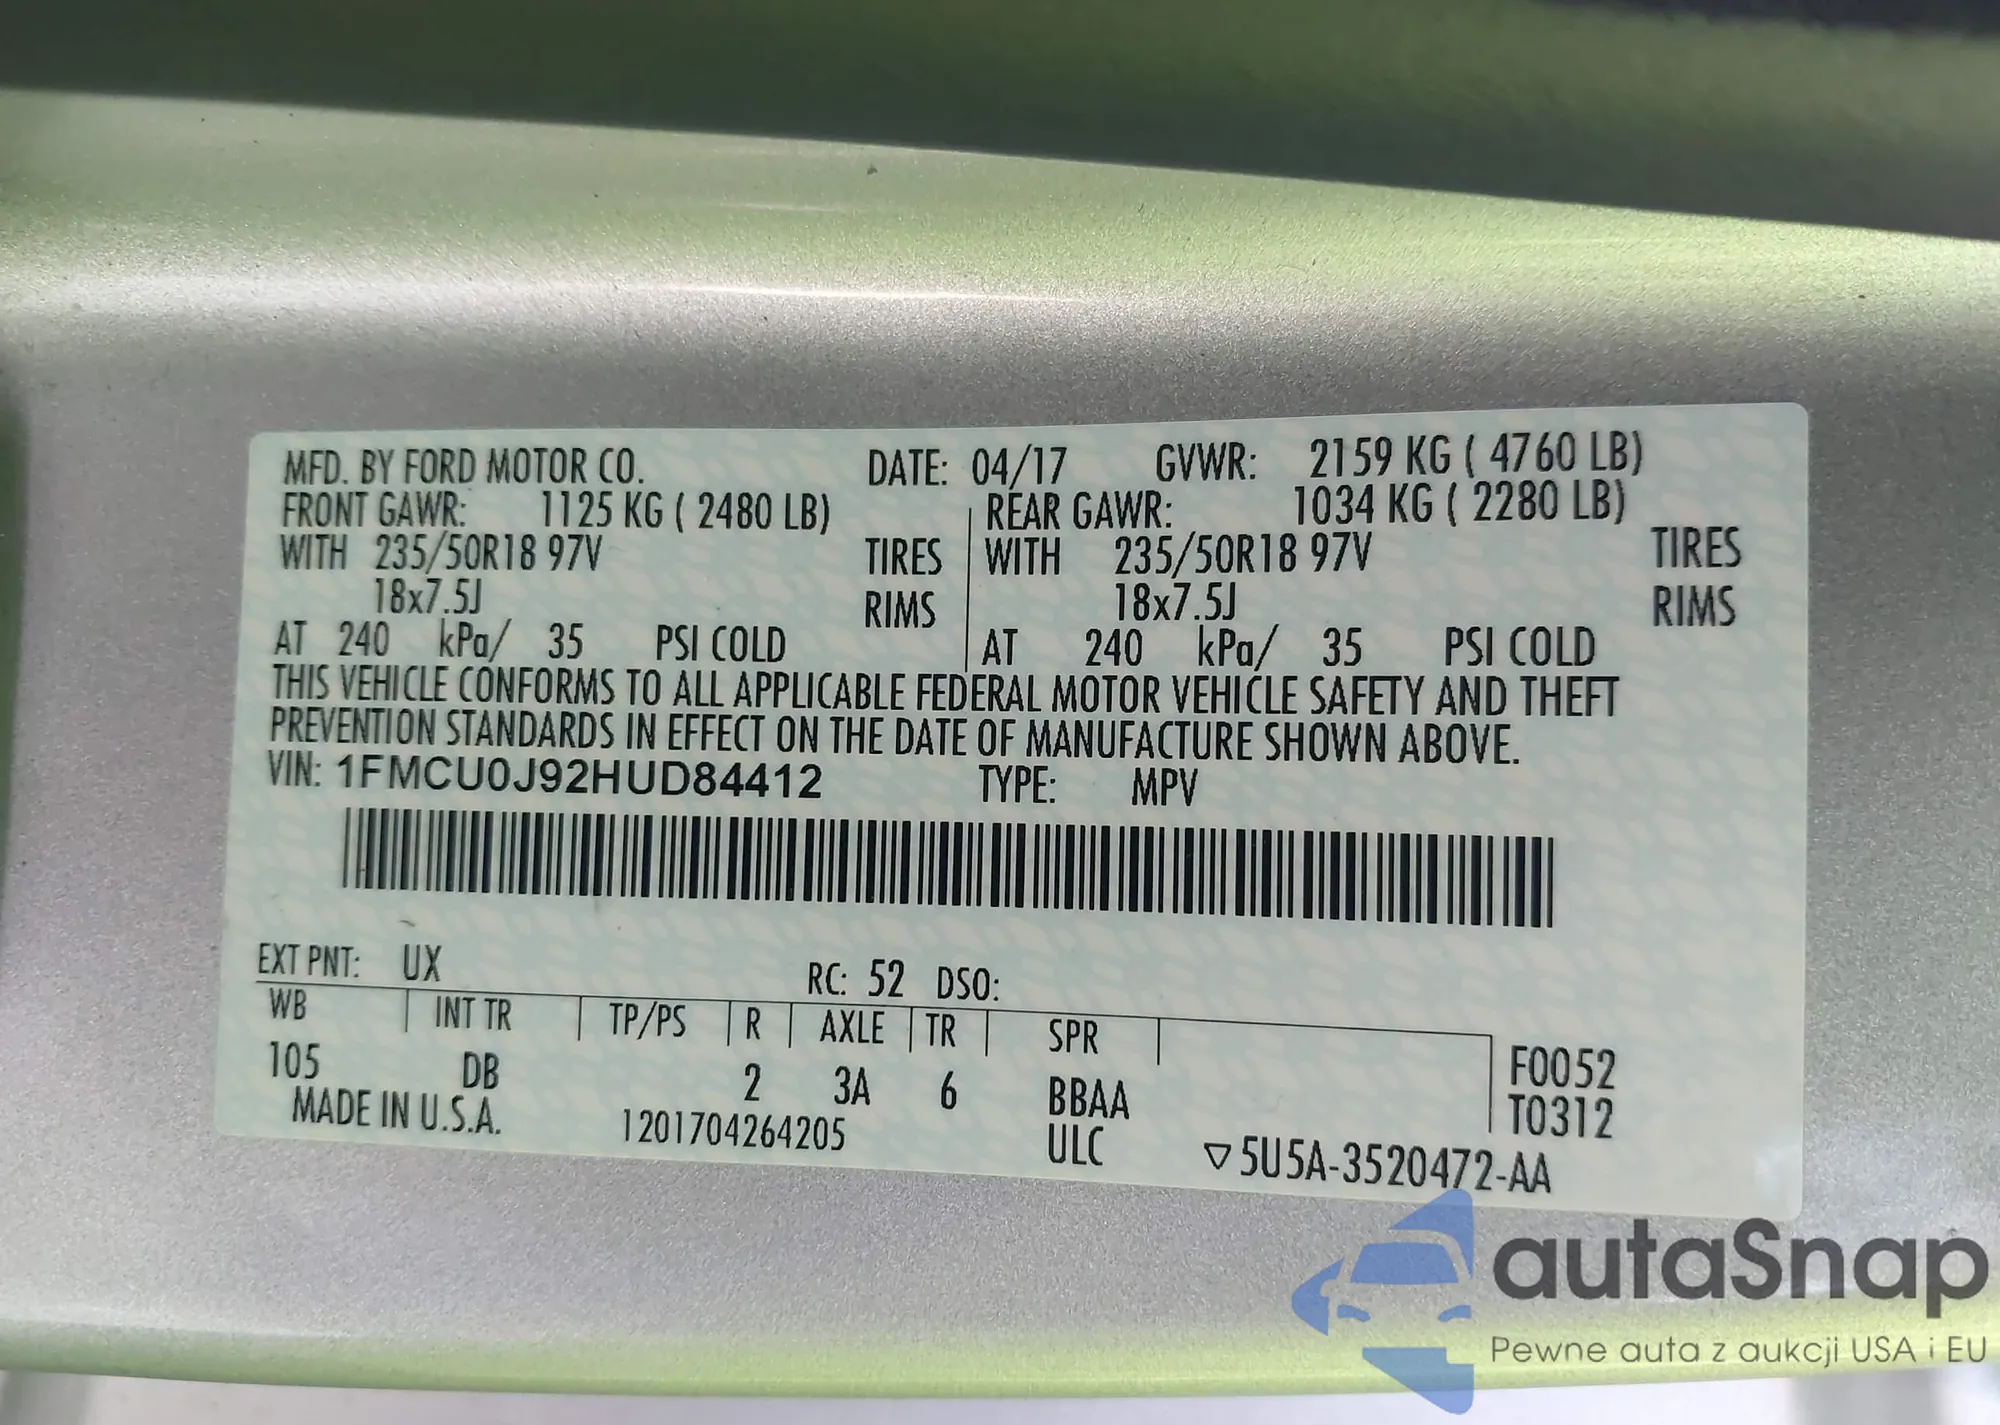 MFD. BY FORD MOTOR CO. DATE: 04/17 GVWR: 2159 KG ( 4760 LB)
FRONT GAWR: 1125 KG ( 2480 LB) REAR GAWR: 1034 KG ( 2280 LB)
WITH 235/50R18 97V TIRES WITH 235/50R18 97V TIRES
18x7.5J RIMS 18x7.5J RIMS
AT 240 kPa/ 35 PSI COLD AT 240 kPa/ 35 PSI COLD
THIS VEHICLE CONFORMS TO ALL APPLICABLE FEDERAL MOTOR VEHICLE SAFETY AND THEFT
PREVENTION STANDARDS IN EFFECT ON THE DATE OF MANUFACTURE SHOWN ABOVE.
VIN: 1FMCU0J92HUD84412 TYPE: MPV
EXT PNT: UX RC: 52 DSO:
WB INT TR TP/PS R AXLE TR SPR
105 DB 2 3A 6 BBAA F0052
MADE IN U.S.A. 1201704264205 ULC T0312
▽5U5A-3520472-AA
autaSnap
Pewne auta z aukcji USA i EU